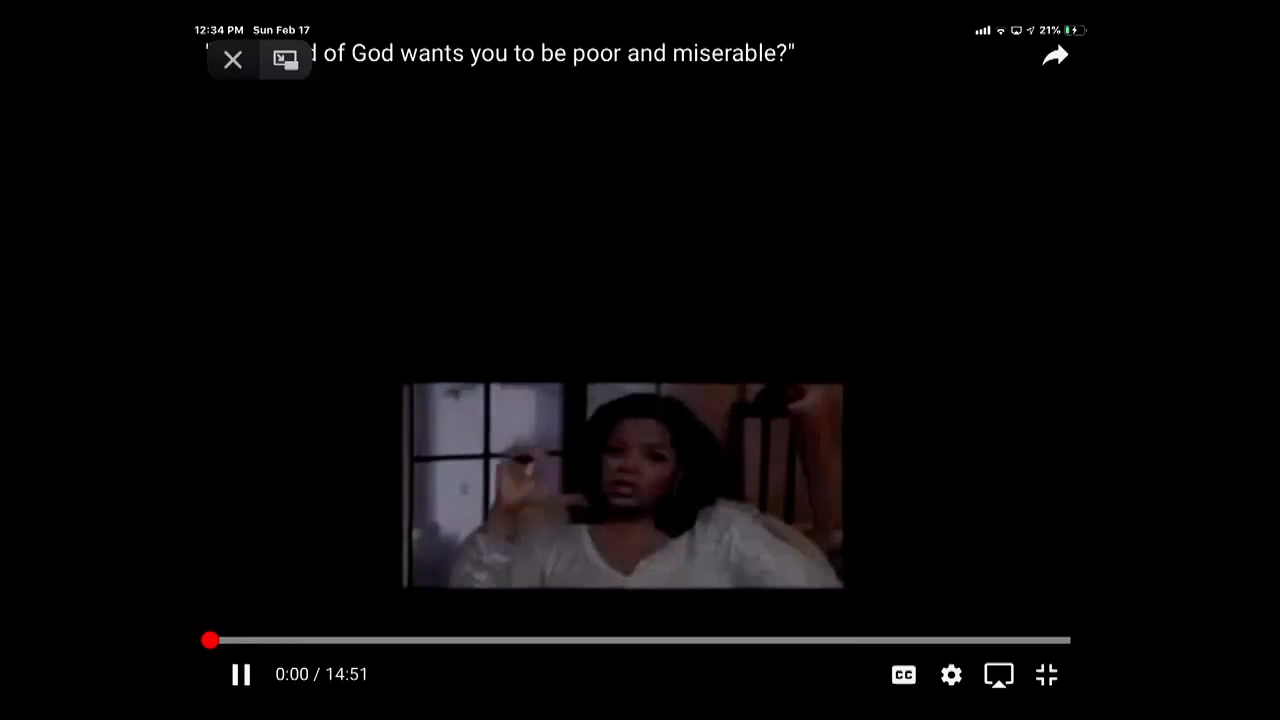 12:34 PM Sun Feb 17
21%
d of God wants you to be poor and miserable?"
0:00 / 14:51
CC